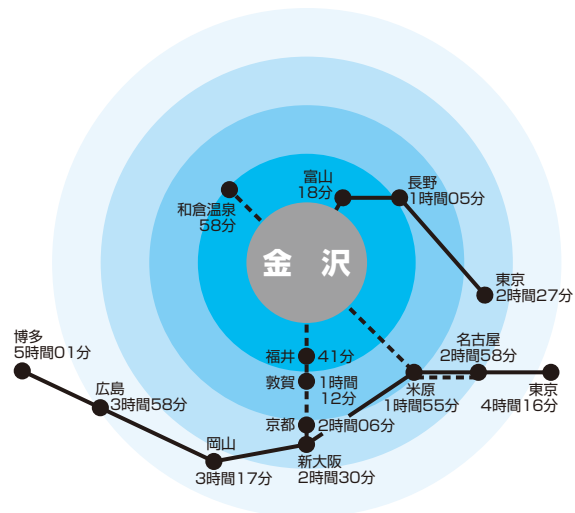 富山
18分
長野
1時間05分
和倉温泉
58分
金 沢
東京
2時間27分
博多
5時間01分
福井
41分
名古屋
2時間58分
敦賀
1時間
12分
広島
3時間58分
米原
1時間55分
東京
4時間16分
京都
2時間06分
岡山
3時間17分
新大阪
2時間30分